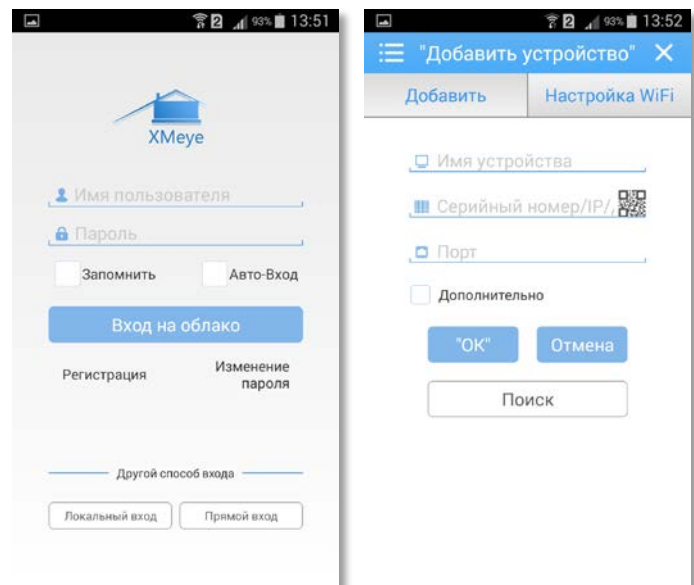 2 93% 13:51
XMeye
Имя пользователя
Пароль
Запомнить Авто-Вход
Вход на облако
Регистрация Изменение
пароля
Другой способ входа
Локальный вход Прямой вход
2 93% 13:52
"Добавить устройство"
Добавить Настройка WiFi
Имя устройства
Серийный номер/IP/
Порт
Дополнительно
"OK" Отмена
Поиск